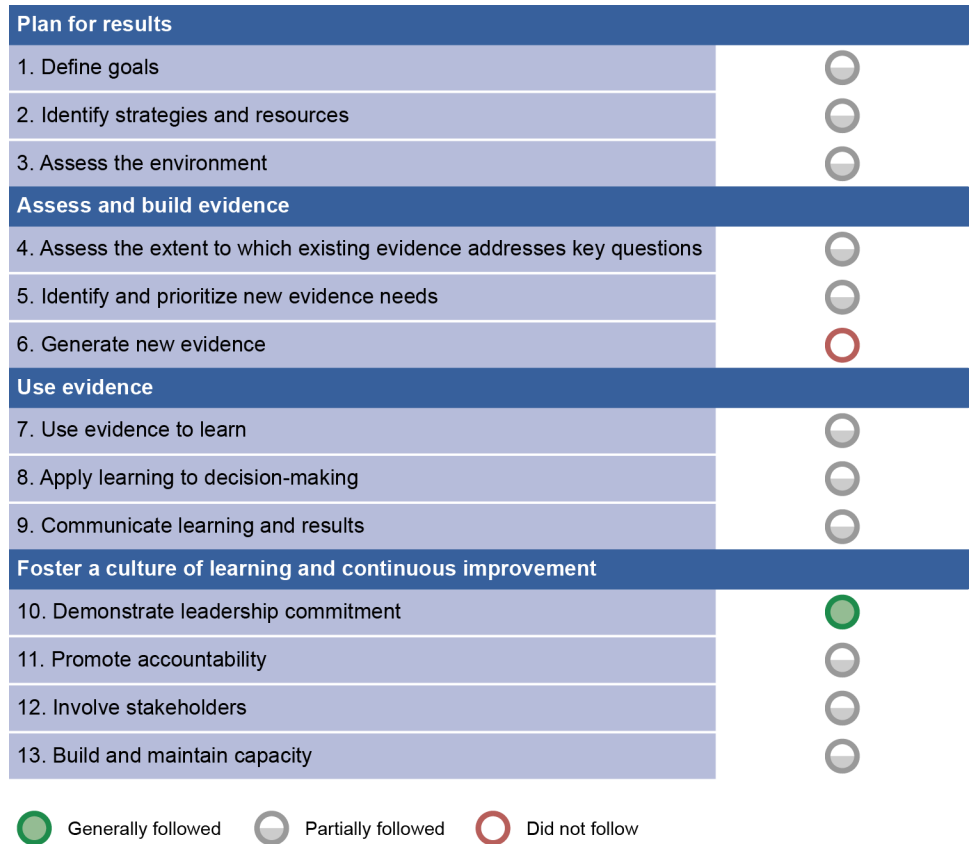 Plan for results
1. Define goals
2. Identify strategies and resources
3. Assess the environment
Assess and build evidence
4. Assess the extent to which existing evidence addresses key questions
5. Identify and prioritize new evidence needs
6. Generate new evidence
Use evidence
7. Use evidence to learn
8. Apply learning to decision-making
9. Communicate learning and results
Foster a culture of learning and continuous improvement
10. Demonstrate leadership commitment
11. Promote accountability
12. Involve stakeholders
13. Build and maintain capacity
Generally followed Partially followed Did not follow